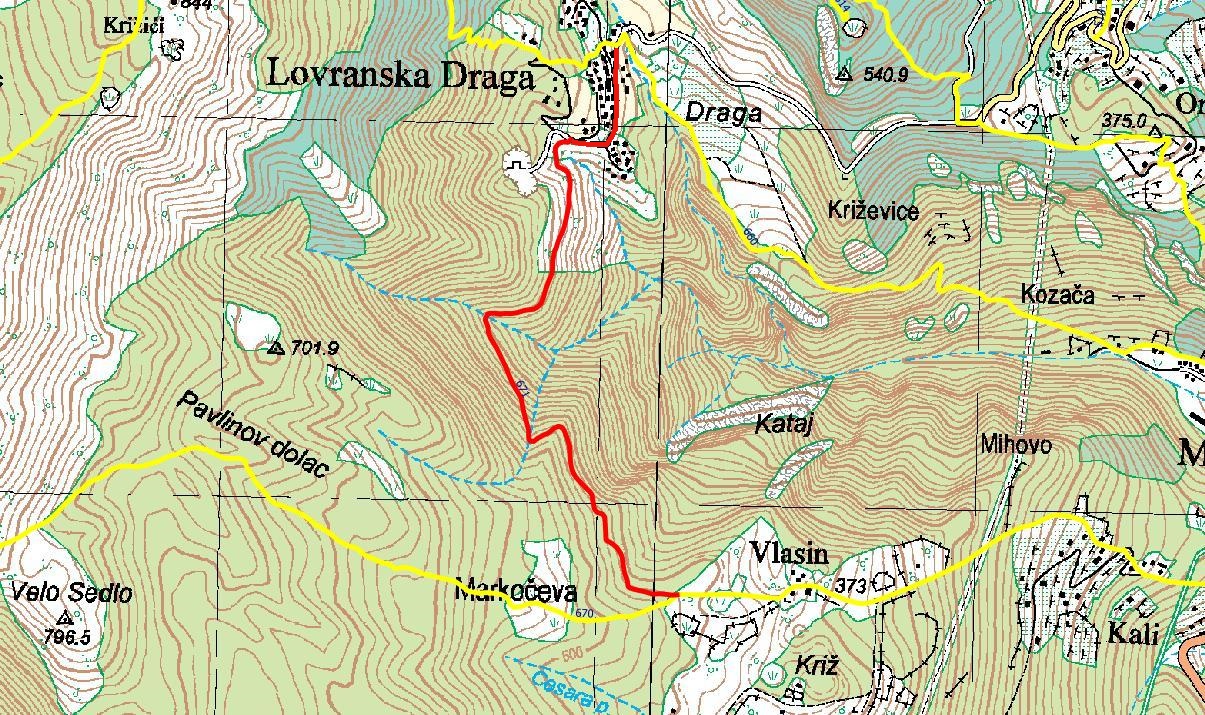 844
Križići
Lovranska Draga
540.9
Draga
375.0
Križevice
660
Kozača
701.9
671
Pavlinov dolac
Kataj
Mihovo
Vlasin
373
Velo Sedlo
796.5
Markočeva
670
Kali
600
Križ
Cesara p.